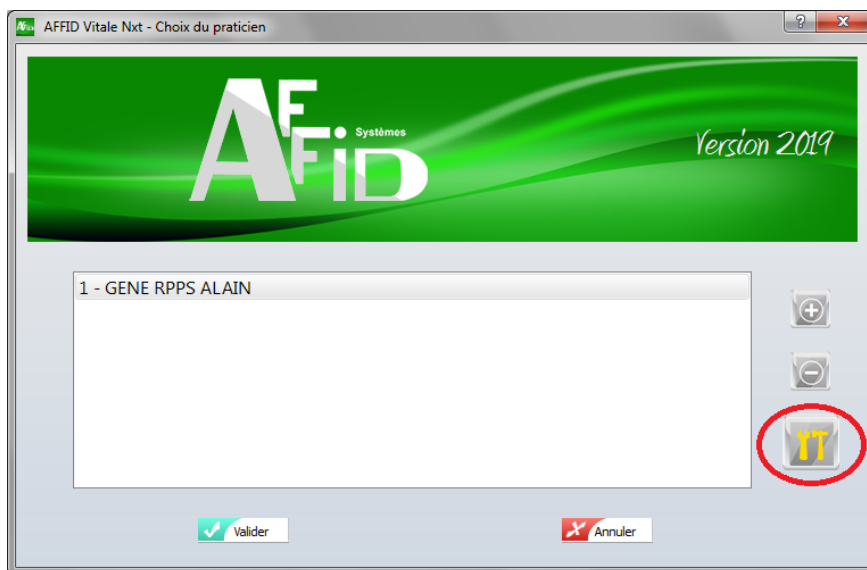 AFFID Vitale Nxt - Choix du praticien
AFFiD
Systèmes
Version 2019
1 - GENE RPPS ALAIN
Valider
Annuler